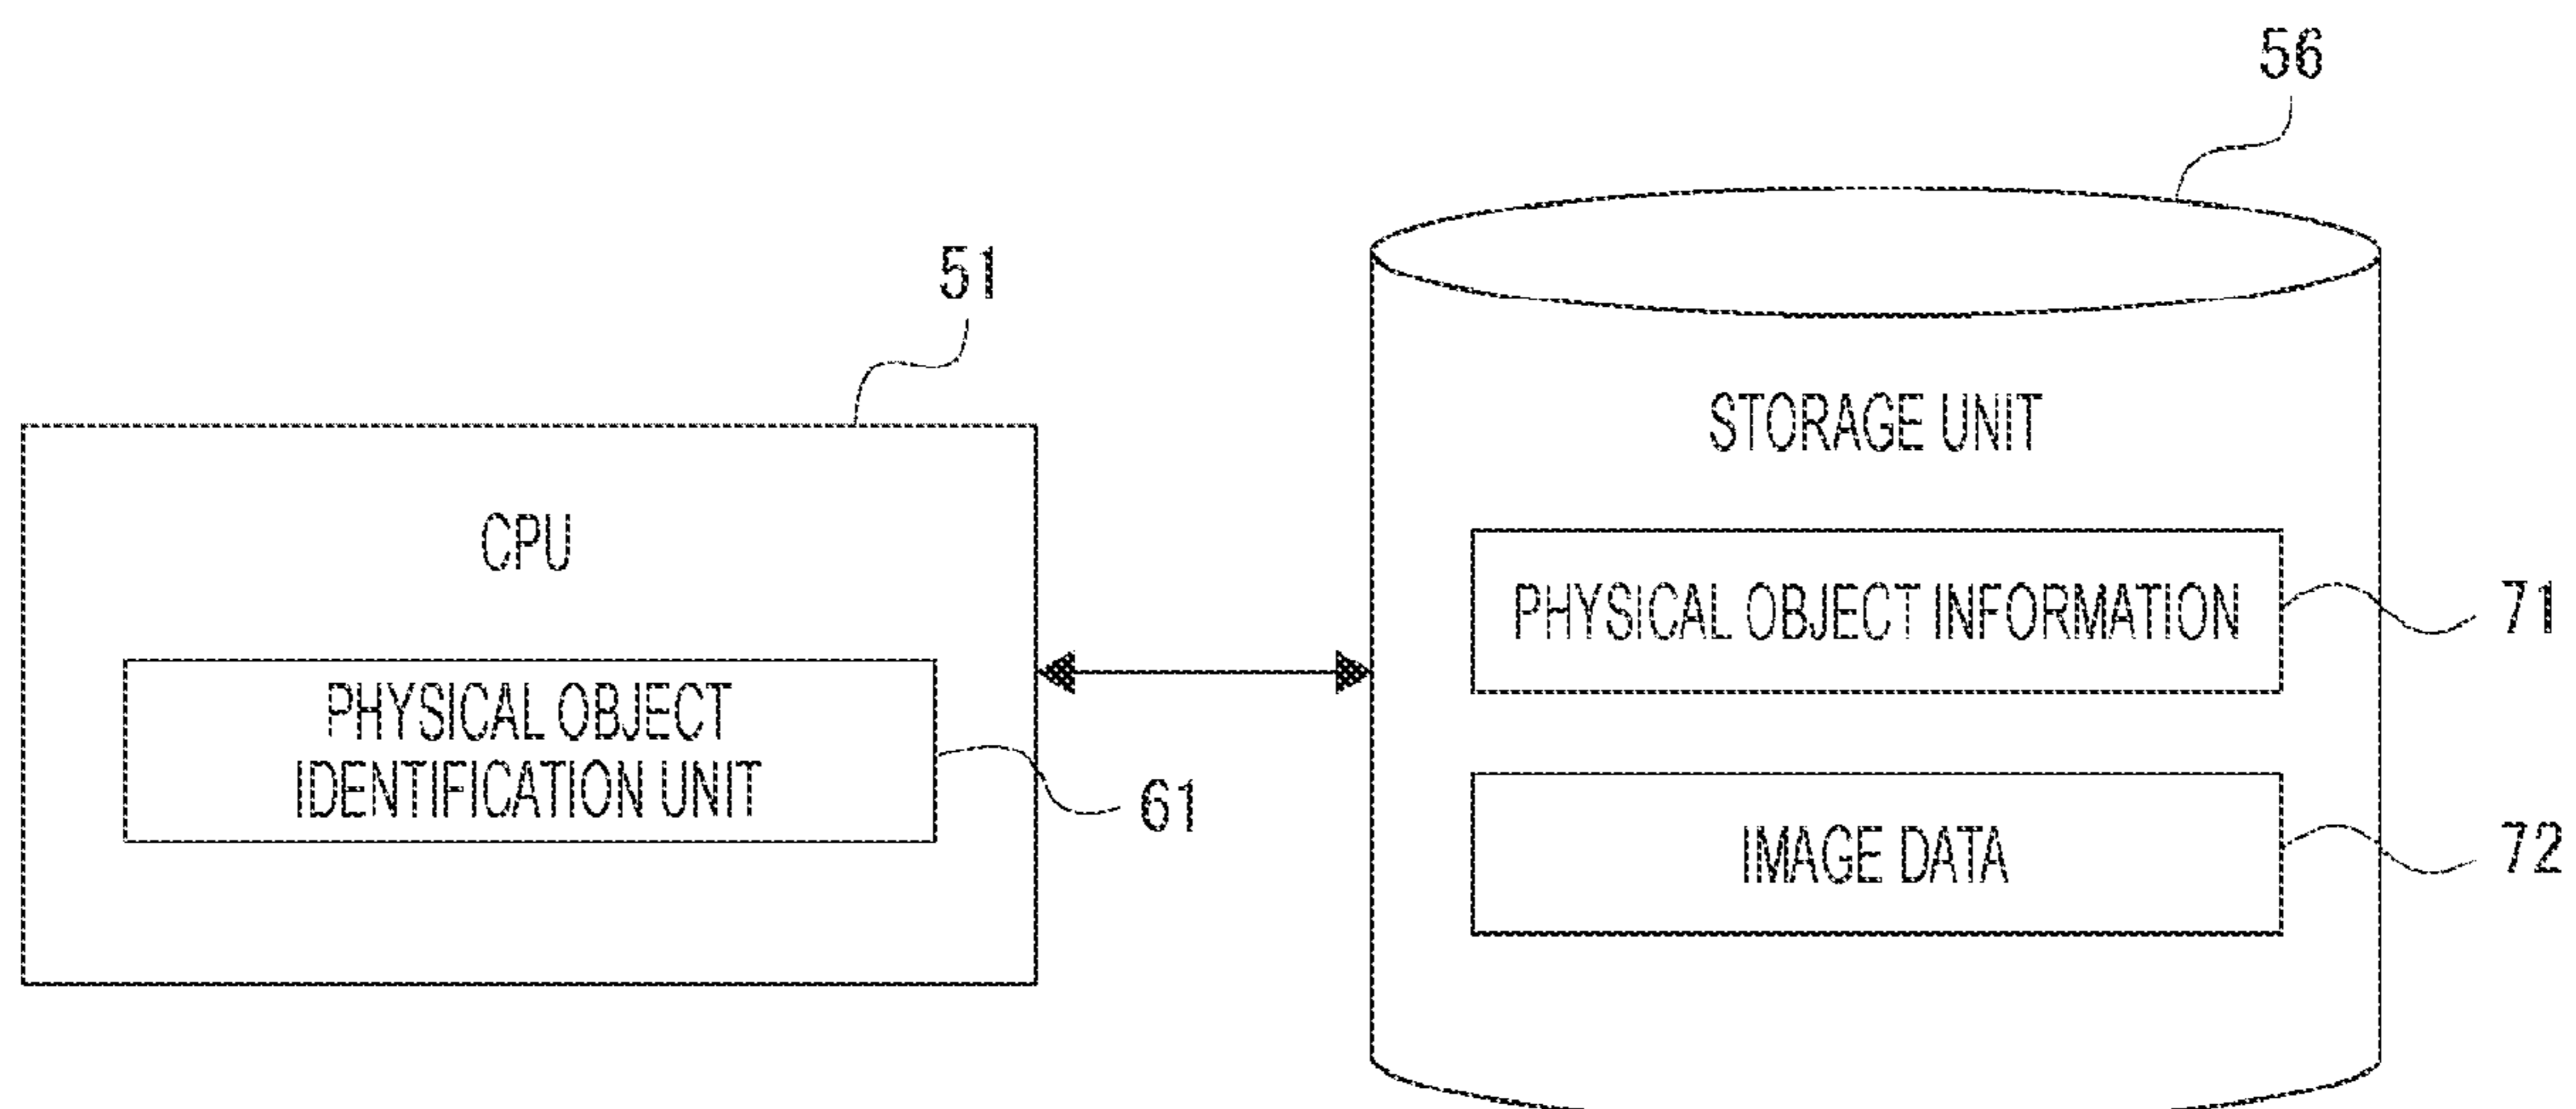 56
51
STORAGE UNIT
CPU
PHYSICAL OBJECT INFORMATION
71
PHYSICAL OBJECT
IDENTIFICATION UNIT
61
IMAGE DATA
72